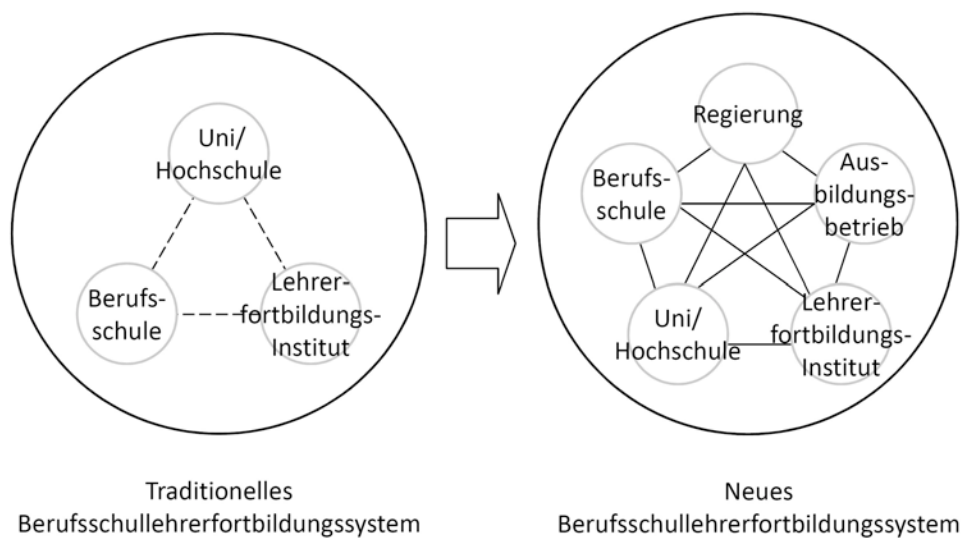 Uni/
Hochschule
Berufs-
schule
Lehrer-
fortbildungs-
Institut
Traditionelles
Berufsschullehrerfortbildungssystem
Regierung
Berufs-
schule
Aus-
bildungs-
betrieb
Uni/
Hochschule
Lehrer-
fortbildungs-
Institut
Neues
Berufsschullehrerfortbildungssystem